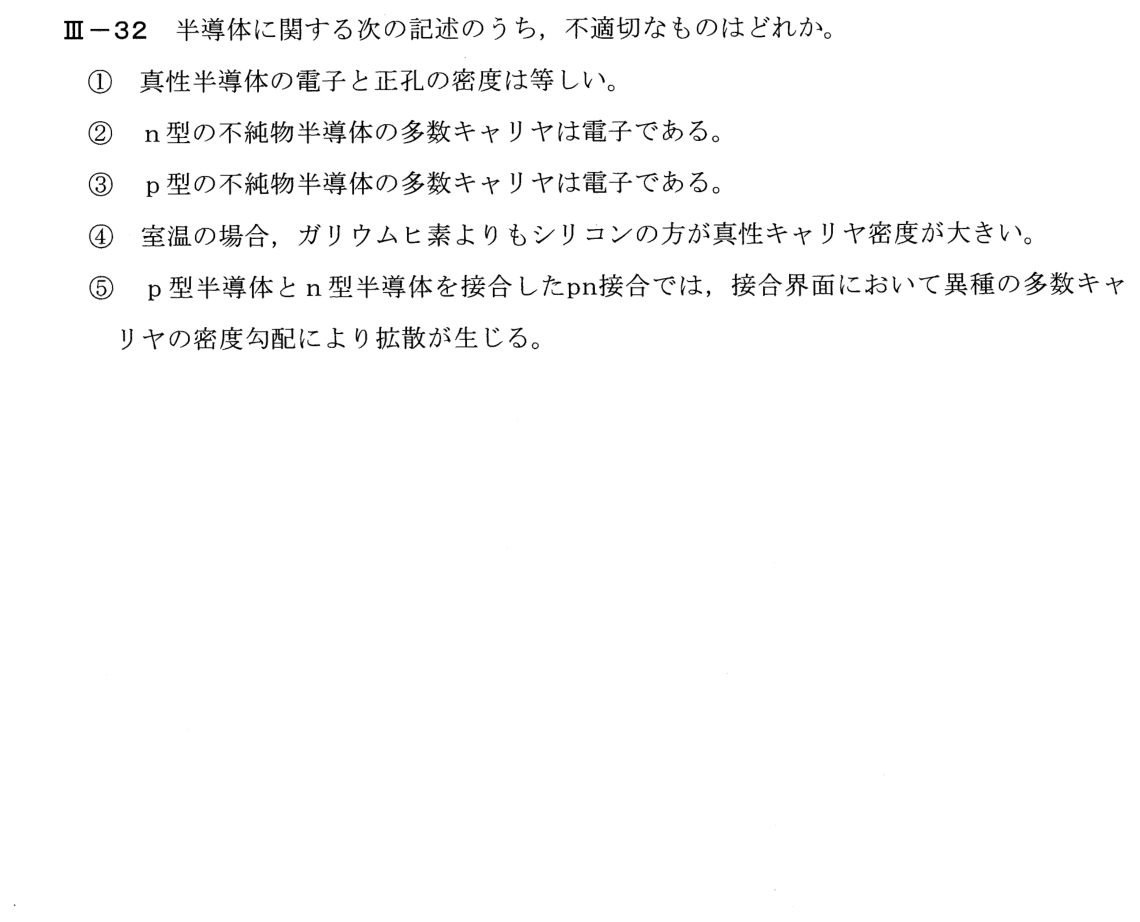 Ⅲ－32　半導体に関する次の記述のうち，不適切なものはどれか。
①　真性半導体の電子と正孔の密度は等しい。
②　ｎ型の不純物半導体の多数キャリヤは電子である。
③　ｐ型の不純物半導体の多数キャリヤは電子である。
④　室温の場合，ガリウムヒ素よりもシリコンの方が真性キャリヤ密度が大きい。
⑤　ｐ型半導体とｎ型半導体を接合したpn接合では，接合界面において異種の多数キャ
リヤの密度勾配により拡散が生じる。